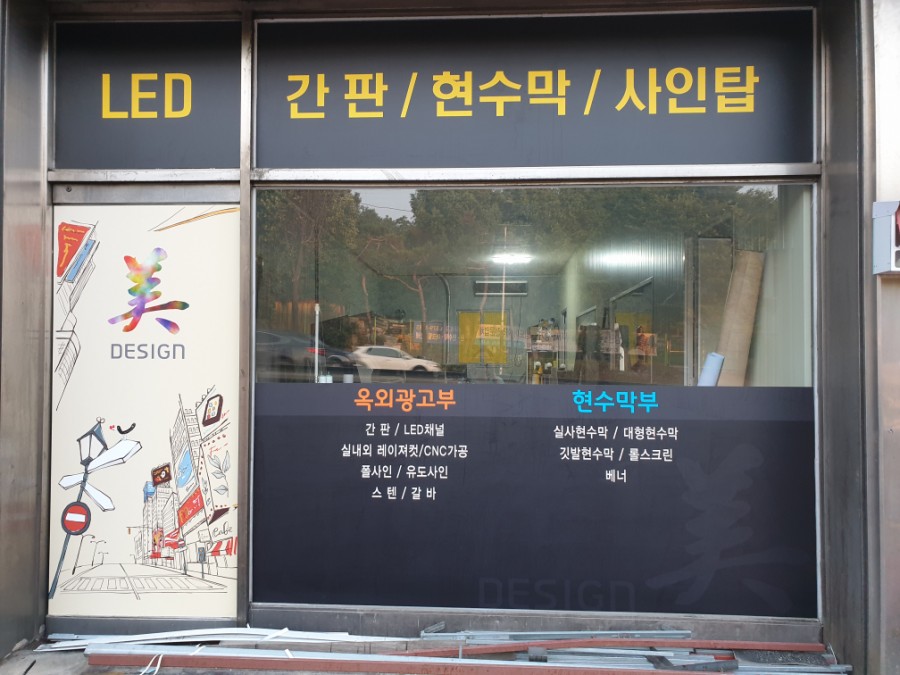 LED
간 판 / 현수막 / 사인탑
美
DESIGN
옥외광고부
간 판 / LED채널
실내외 레이져컷/CNC가공
폴사인 / 유도사인
스 텐 / 갈 바
현수막부
실사현수막 / 대형현수막
깃발현수막 / 롤스크린
베너
美
DESIGN
Cafe